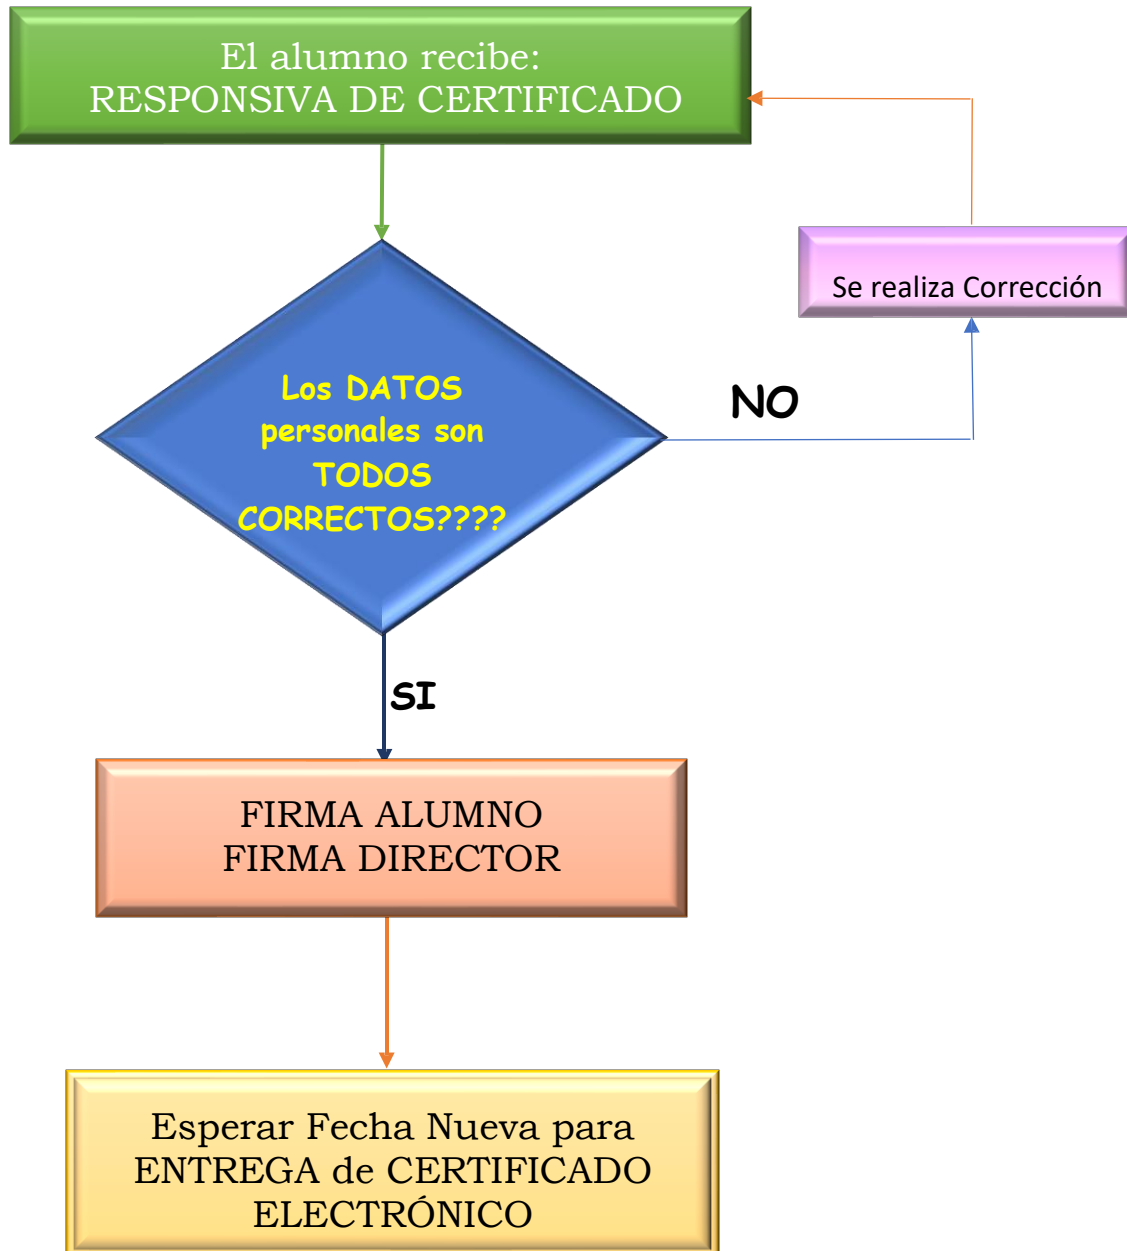 El alumno recibe:
RESPONSIVA DE CERTIFICADO
Se realiza Corrección
Los DATOS
personales son
TODOS
CORRECTOS????
NO
SI
FIRMA ALUMNO
FIRMA DIRECTOR
Esperar Fecha Nueva para
ENTREGA de CERTIFICADO
ELECTRÓNICO